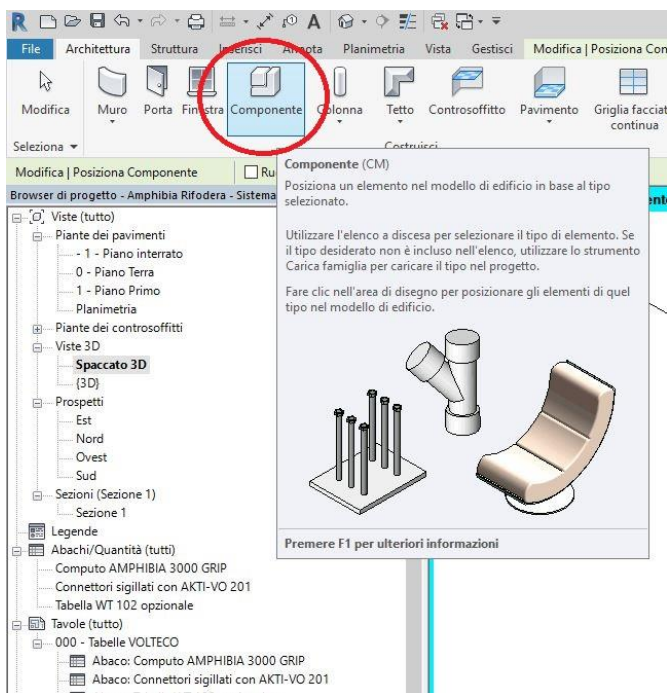 R A
File Architettura Struttura Inserisci Annota Planimetria Vista Gestisci Modifica | Posiziona Con
Modifica Muro Porta Finestra Componente Colonna Tetto Controsoffitto Pavimento Griglia facciat
continua
Seleziona Costruisci
Modifica | Posiziona Componente Ru
Browser di progetto - Amphibia Rifodera - Sistema
Componente (CM)
Posiziona un elemento nel modello di edificio in base al tipo
selezionato.
Utilizzare l'elenco a discesa per selezionare il tipo di elemento. Se
il tipo desiderato non è incluso nell'elenco, utilizzare lo strumento
Carica famiglia per caricare il tipo nel progetto.
Fare clic nell'area di disegno per posizionare gli elementi di quel
tipo nel modello di edificio.
Premere F1 per ulteriori informazioni
Viste (tutto)
Piante dei pavimenti
- 1 - Piano interrato
0 - Piano Terra
1 - Piano Primo
Planimetria
Piante dei controsoffitti
Viste 3D
Spaccato 3D
{3D}
Prospetti
Est
Nord
Ovest
Sud
Sezioni (Sezione 1)
Sezione 1
Legende
Abachi/Quantità (tutti)
Computo AMPHIBIA 3000 GRIP
Connettori sigillati con AKTI-VO 201
Tabella WT 102 opzionale
Tavole (tutto)
000 - Tabelle VOLTECO
Abaco: Computo AMPHIBIA 3000 GRIP
Abaco: Connettori sigillati con AKTI-VO 201